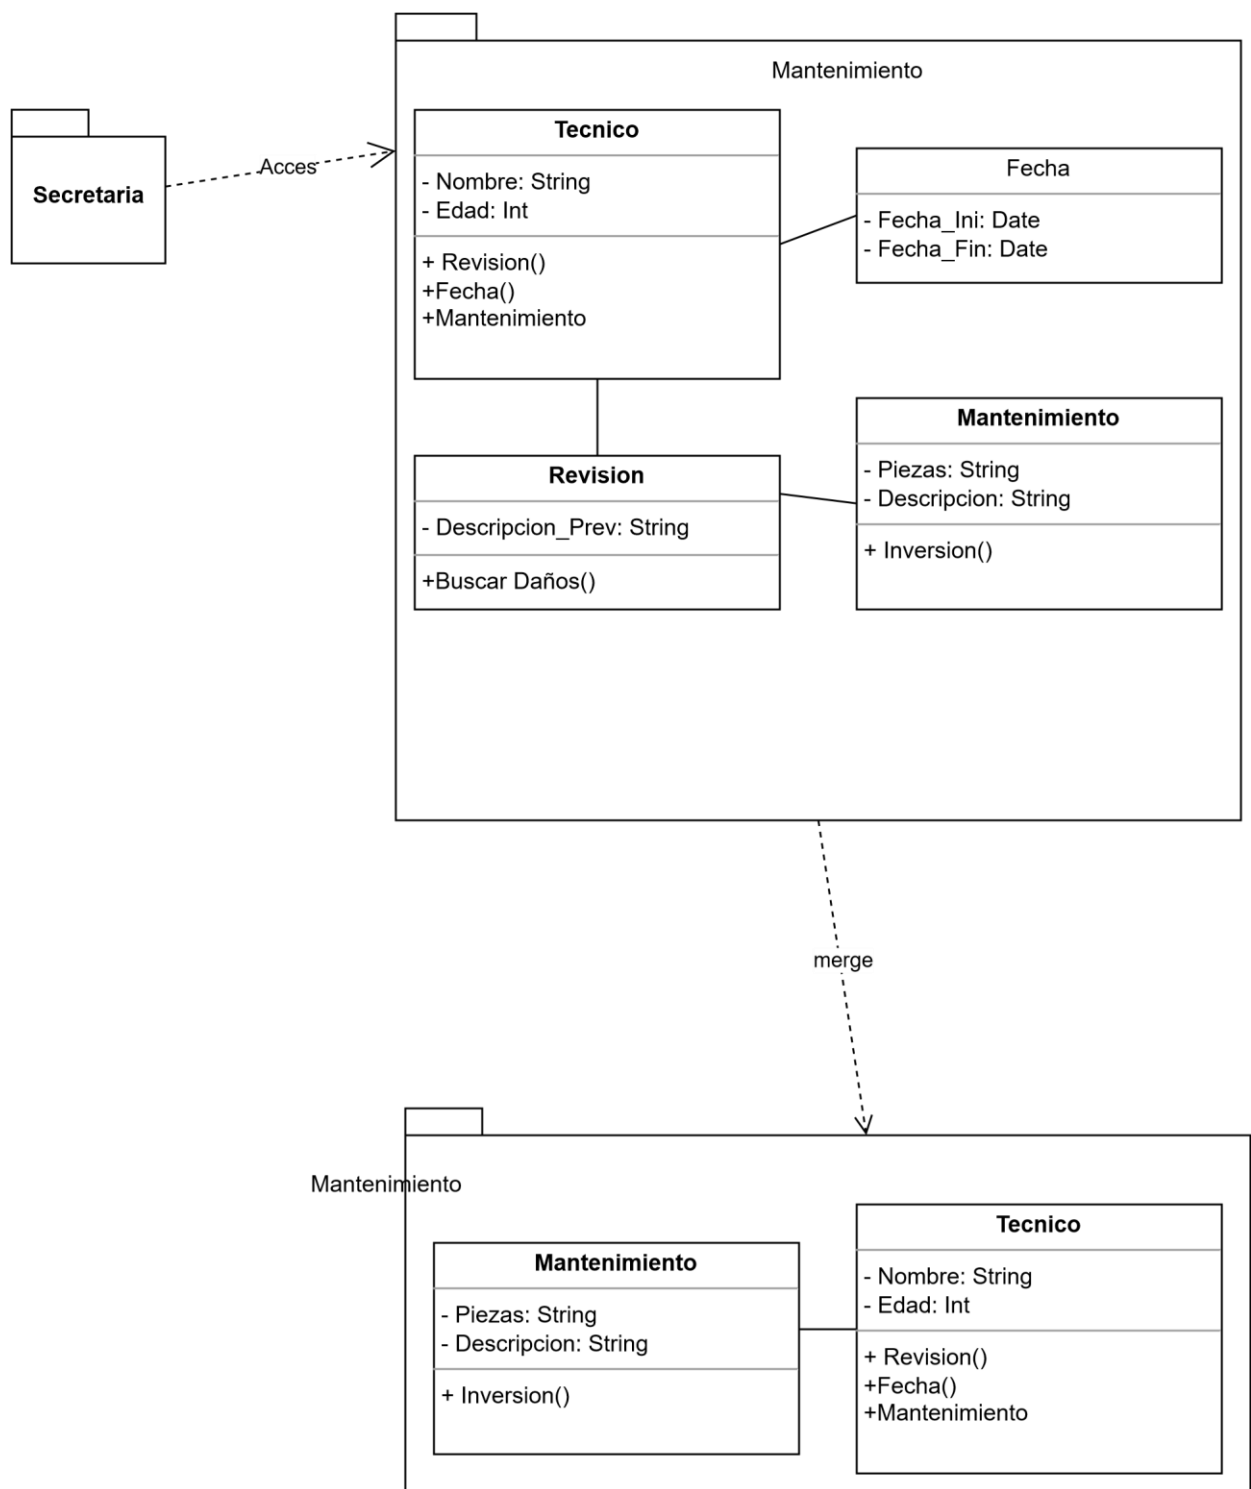 Mantenimiento
Secretaria
Acces
Tecnico
- Nombre: String
- Edad: Int
+ Revision()
+Fecha()
+Mantenimiento
Fecha
- Fecha_Ini: Date
- Fecha_Fin: Date
Revision
- Descripcion_Prev: String
+Buscar Daños()
Mantenimiento
- Piezas: String
- Descripcion: String
+ Inversion()
merge
Mantenimiento
Mantenimiento
- Piezas: String
- Descripcion: String
+ Inversion()
Tecnico
- Nombre: String
- Edad: Int
+ Revision()
+Fecha()
+Mantenimiento